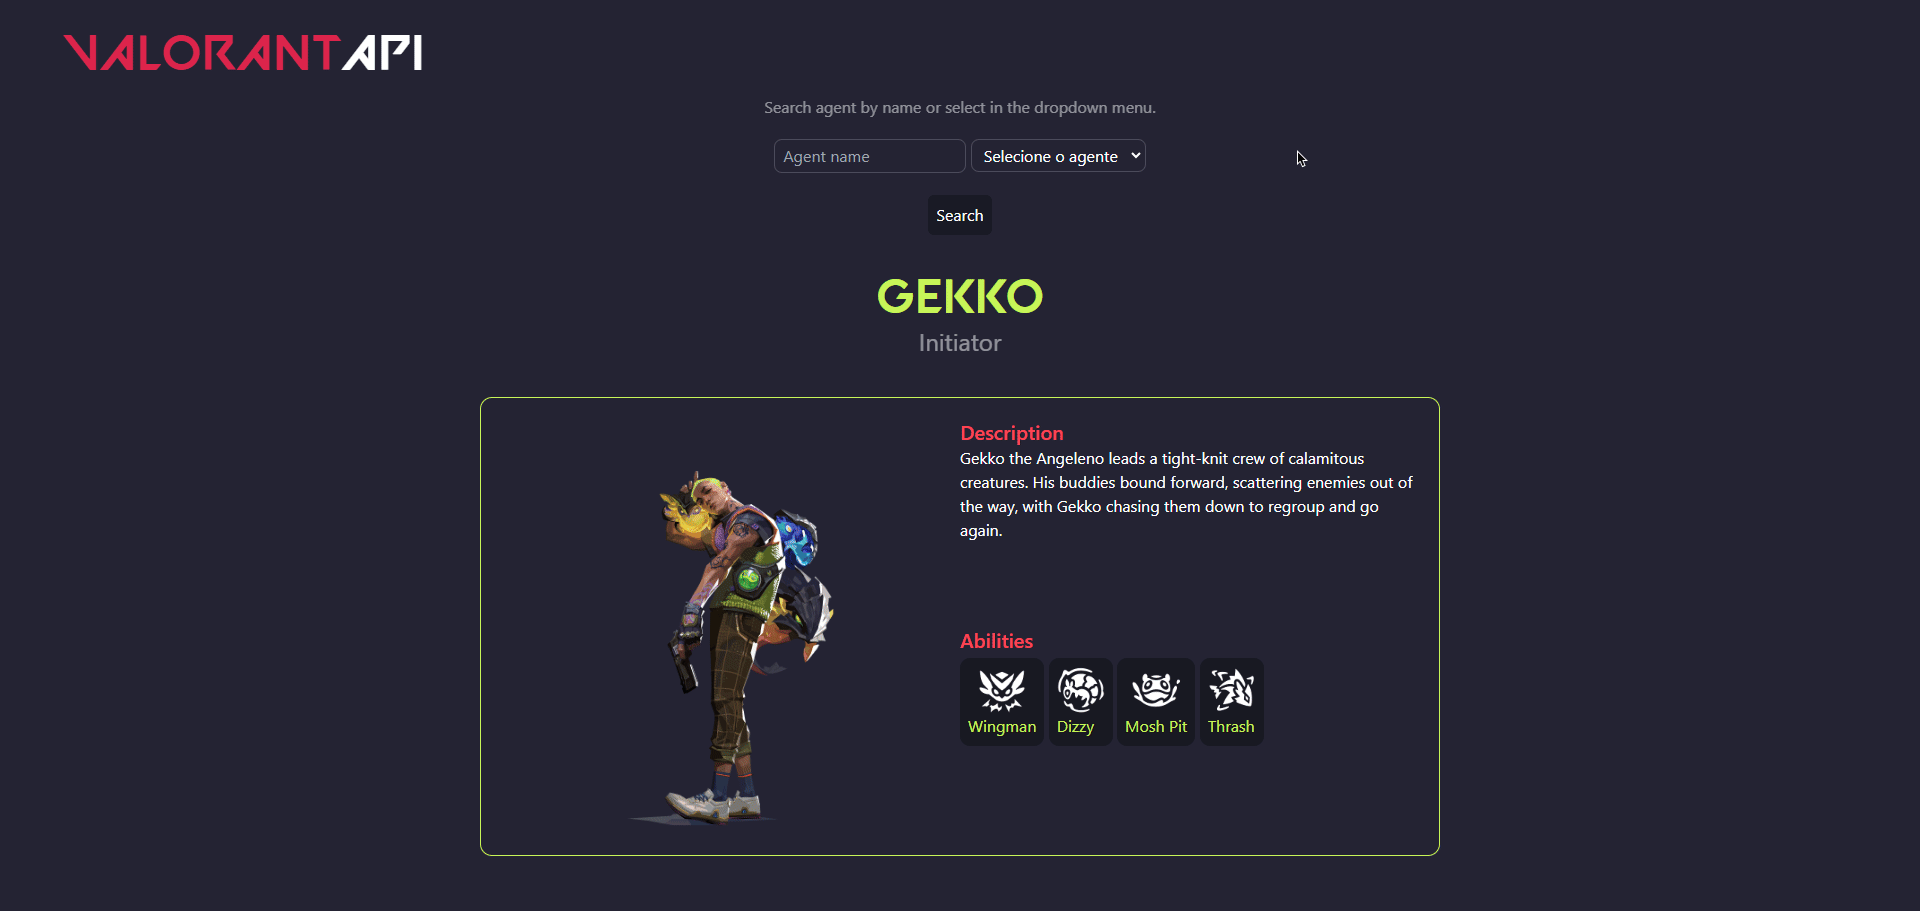 VALORANTAPI
Search agent by name or select in the dropdown menu.
Agent name
Selecione o agente
Search
GEKKO
Initiator
Description
Gekko the Angeleno leads a tight-knit crew of calamitous
creatures. His buddies bound forward, scattering enemies out of
the way, with Gekko chasing them down to regroup and go
again.
Abilities
Wingman
Dizzy
Mosh Pit
Thrash